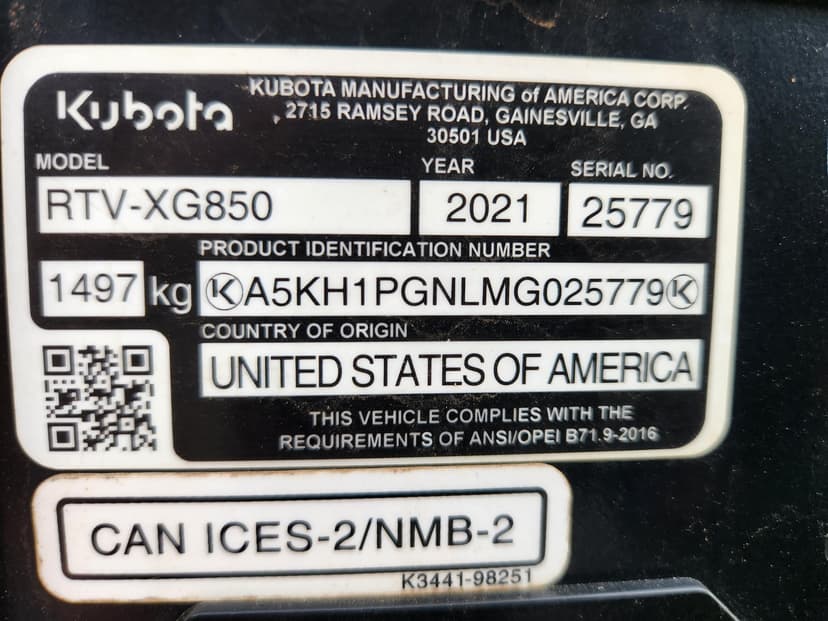 Kubota
KUBOTA MANUFACTURING of AMERICA CORP.
2715 RAMSEY ROAD, GAINESVILLE, GA
30501 USA
MODEL
YEAR
SERIAL NO.
RTV-XG850
2021
25779
PRODUCT IDENTIFICATION NUMBER
1497 kg
A5KH1PGNLMG025779
COUNTRY OF ORIGIN
UNITED STATES OF AMERICA
THIS VEHICLE COMPLIES WITH THE
REQUIREMENTS OF ANSI/OPEI B71.9-2016
CAN ICES-2/NMB-2
K3441-98251